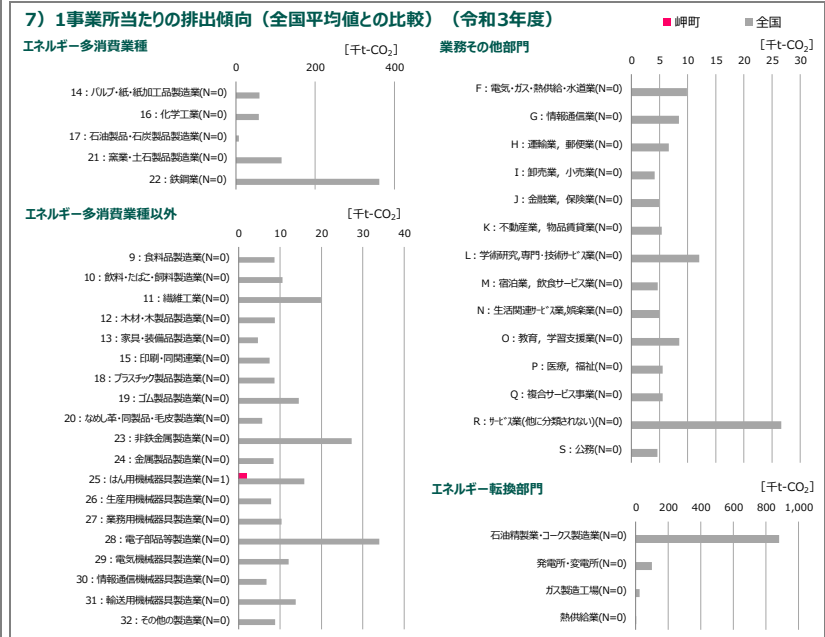 7）1事業所当たりの排出傾向（全国平均値との比較）（令和3年度）
■岬町 ■全国
エネルギー多消費業種
[千t-CO₂]
0 200 400
14：パルプ・紙・紙加工品製造業(N=0)
16：化学工業(N=0)
17：石油製品・石炭製品製造業(N=0)
21：窯業・土石製品製造業(N=0)
22：鉄鋼業(N=0)
エネルギー多消費業種以外
[千t-CO₂]
0 10 20 30 40
9：食料品製造業(N=0)
10：飲料・たばこ・飼料製造業(N=0)
11：繊維工業(N=0)
12：木材・木製品製造業(N=0)
13：家具・装備品製造業(N=0)
15：印刷・同関連業(N=0)
18：プラスチック製品製造業(N=0)
19：ゴム製品製造業(N=0)
20：なめし革・同製品・毛皮製造業(N=0)
23：非鉄金属製造業(N=0)
24：金属製品製造業(N=0)
25：はん用機械器具製造業(N=1)
26：生産用機械器具製造業(N=0)
27：業務用機械器具製造業(N=0)
28：電子部品等製造業(N=0)
29：電気機械器具製造業(N=0)
30：情報通信機械器具製造業(N=0)
31：輸送用機械器具製造業(N=0)
32：その他の製造業(N=0)
業務その他部門
[千t-CO₂]
0 5 10 15 20 25 30
F：電気・ガス・熱供給・水道業(N=0)
G：情報通信業(N=0)
H：運輸業，郵便業(N=0)
I：卸売業，小売業(N=0)
J：金融業，保険業(N=0)
K：不動産業，物品賃貸業(N=0)
L：学術研究,専門・技術ｻｰﾋﾞｽ業(N=0)
M：宿泊業，飲食サービス業(N=0)
N：生活関連ｻｰﾋﾞｽ業,娯楽業(N=0)
O：教育，学習支援業(N=0)
P：医療，福祉(N=0)
Q：複合サービス事業(N=0)
R：ｻｰﾋﾞｽ業(他に分類されない)(N=0)
S：公務(N=0)
エネルギー転換部門
[千t-CO₂]
0 200 400 600 800 1,000
石油精製業・コークス製造業(N=0)
発電所・変電所(N=0)
ガス製造工場(N=0)
熱供給業(N=0)